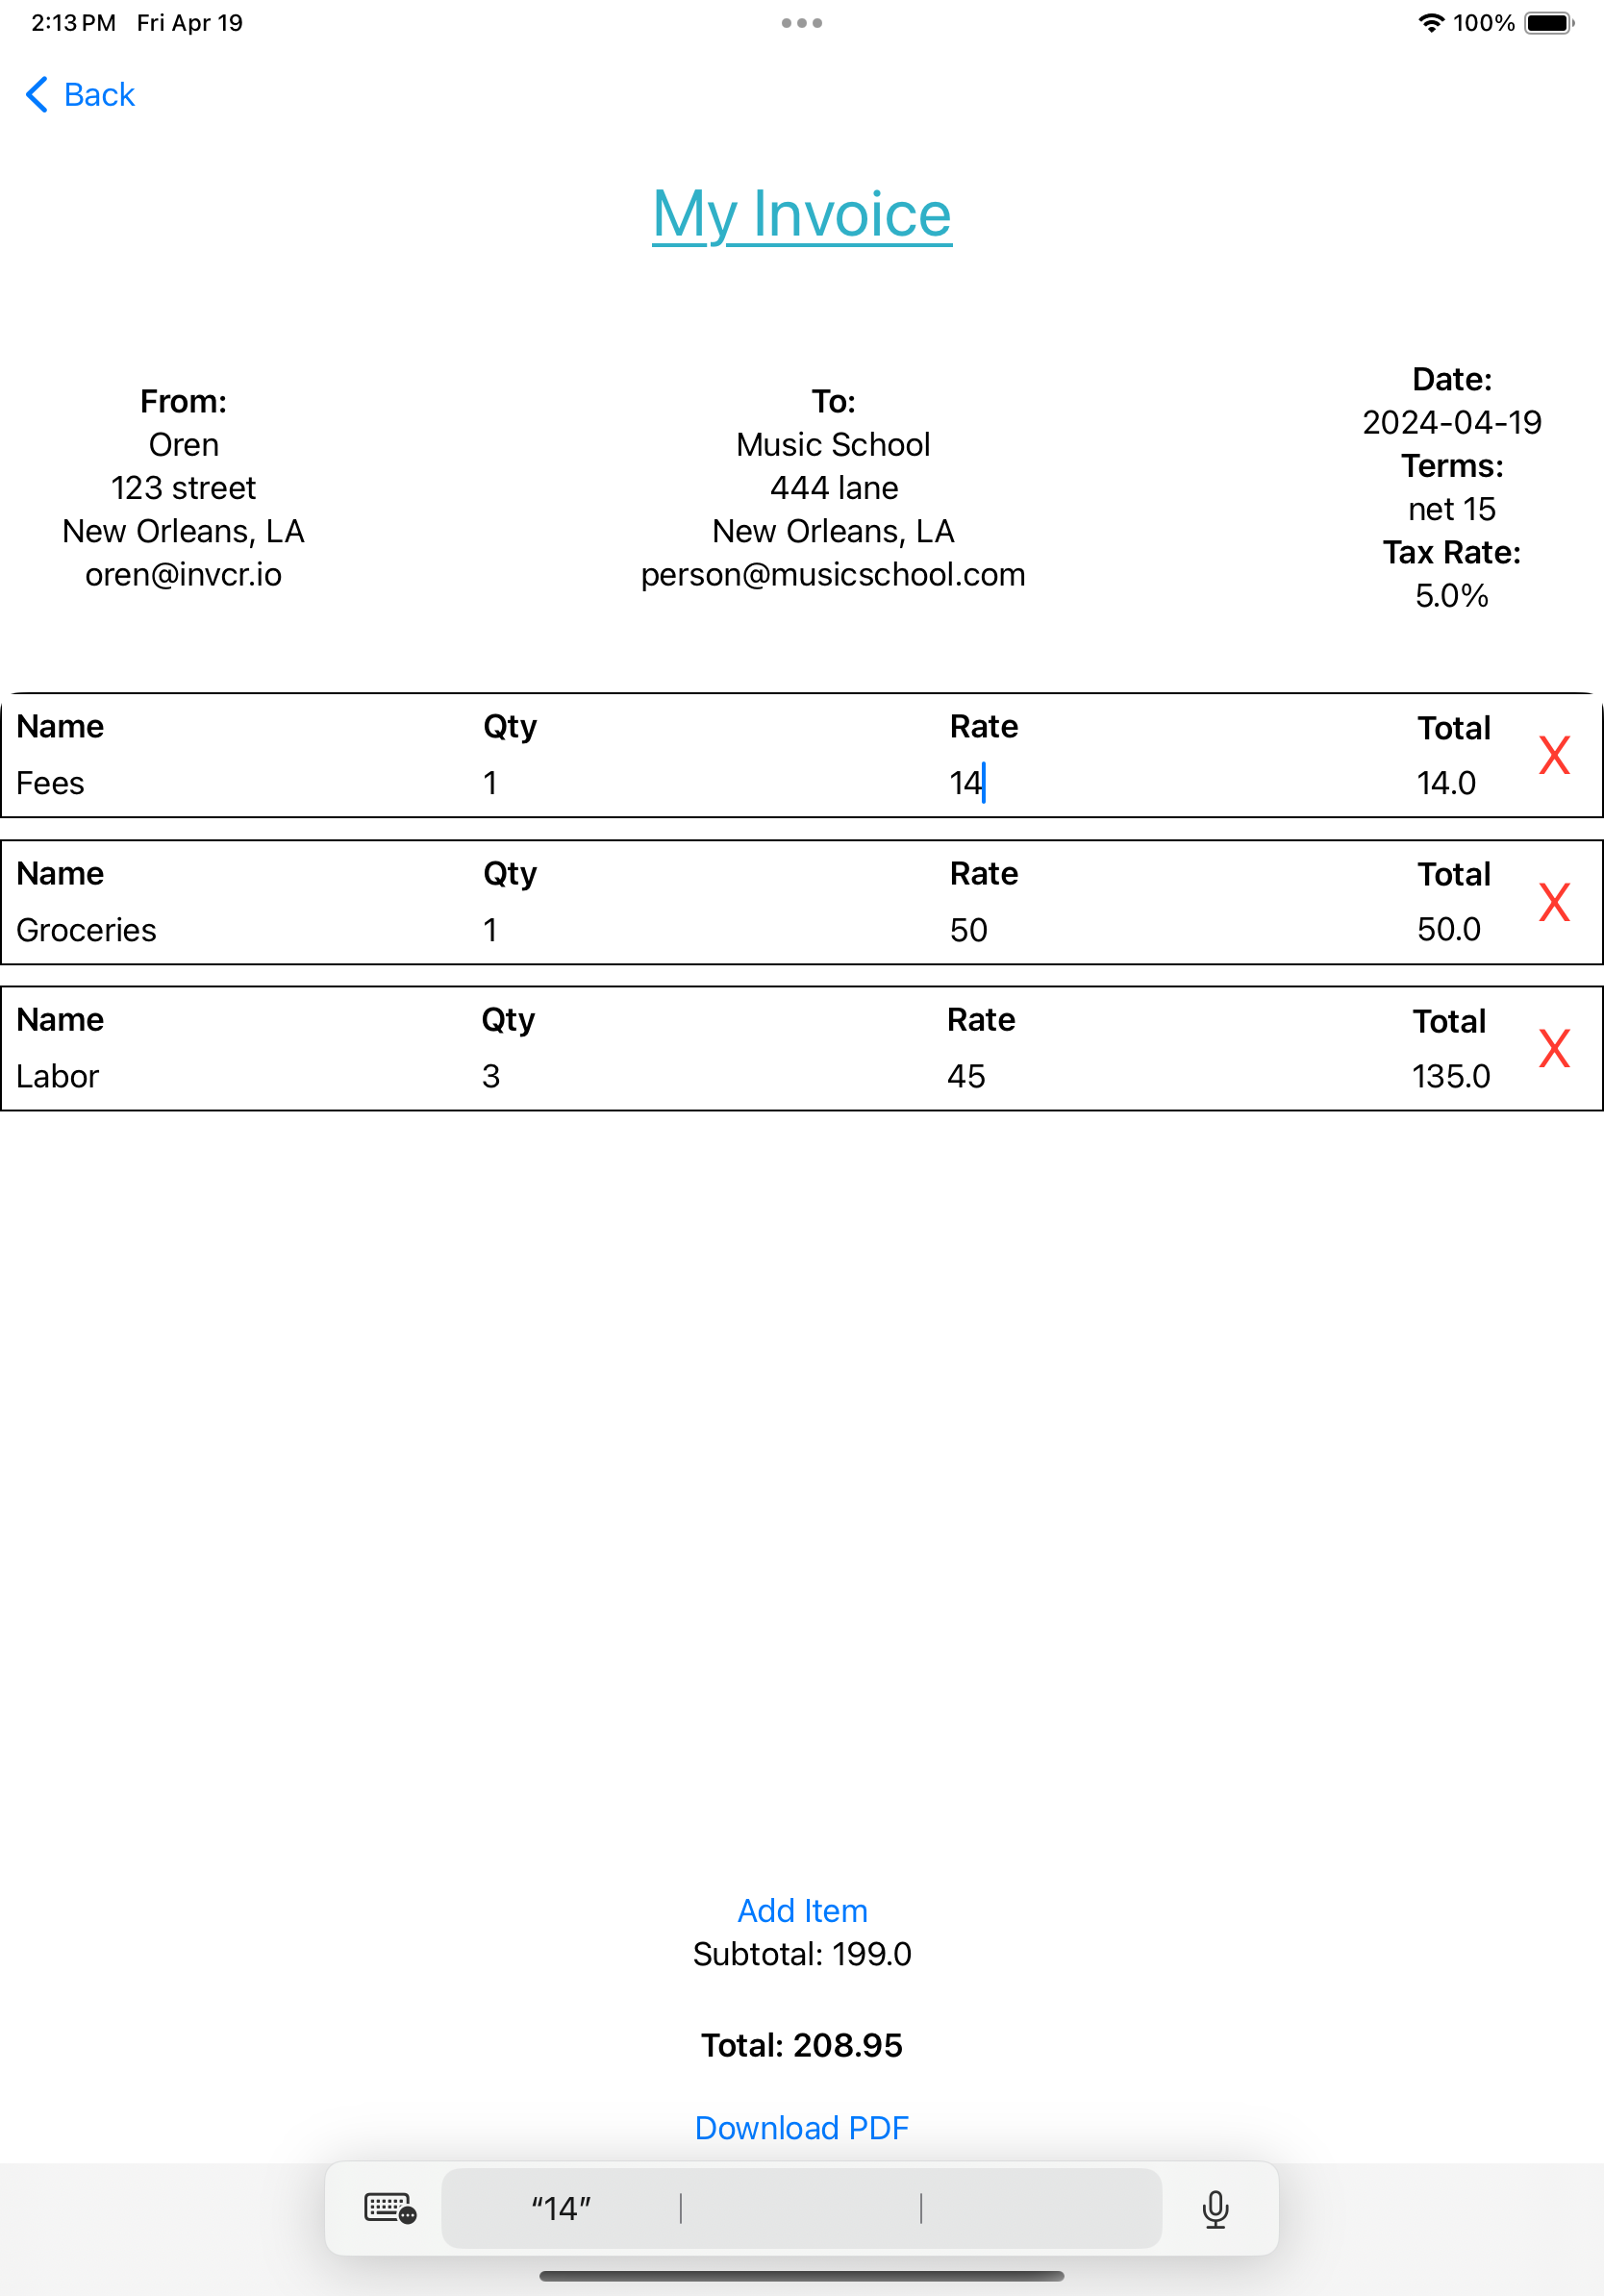 2:13 PM Fri Apr 19 100%
Back
My Invoice
From:
Oren
123 street
New Orleans, LA
oren@invcr.io
To:
Music School
444 lane
New Orleans, LA
person@musicschool.com
Date:
2024-04-19
Terms:
net 15
Tax Rate:
5.0%
Name Qty Rate Total X
Fees 1 14 14.0
Name Qty Rate Total X
Groceries 1 50 50.0
Name Qty Rate Total X
Labor 3 45 135.0
Add Item
Subtotal: 199.0
Total: 208.95
Download PDF
“14”